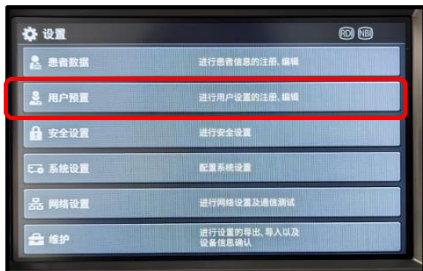 设置
RDI NBI
患者数据 进行患者信息的注册、编辑
用户预置 进行用户设置的注册、编辑
安全设置 进行安全设置
系统设置 配置系统设置
网络设置 进行网络设置及通信测试
维护 进行设置的导出、导入以及
设备信息确认